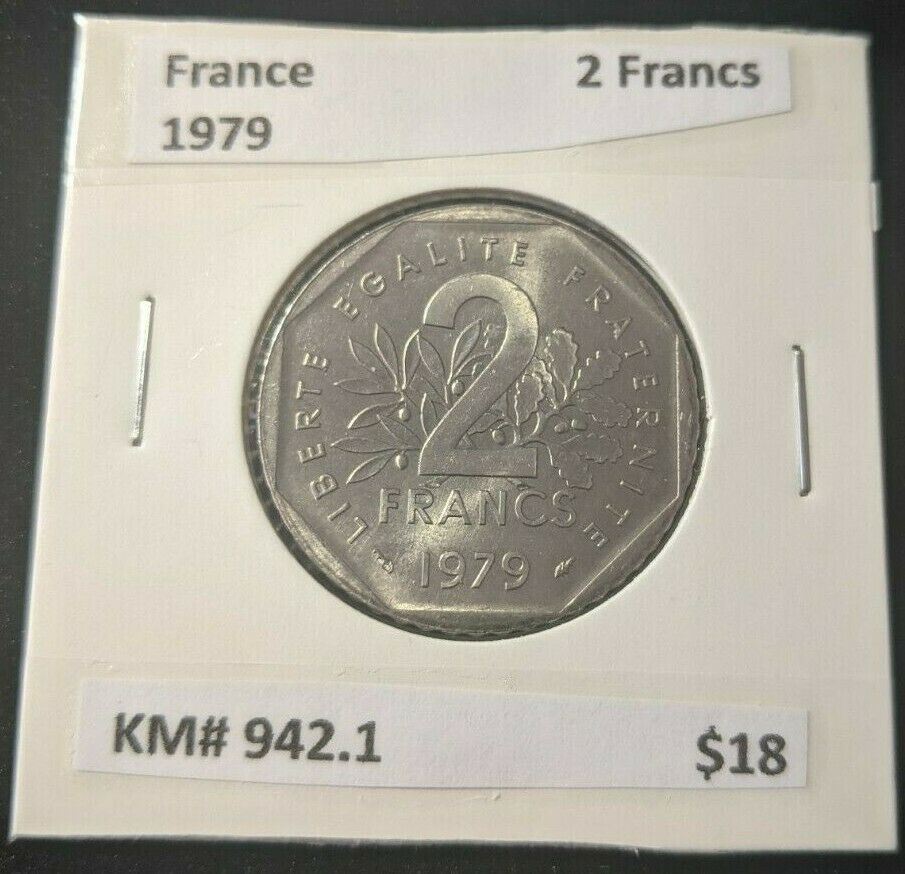 France 2 Francs
1979
LIBERTE EGALITE FRATERNITE
2
FRANCS
1979
KM# 942.1 $18